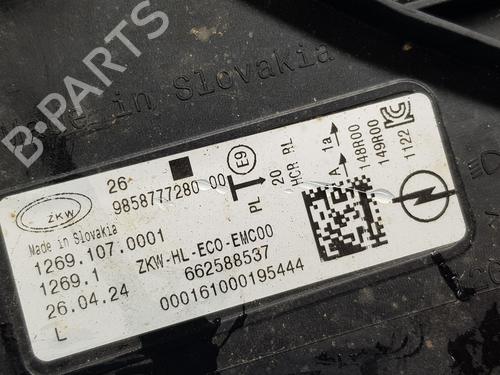 B-PARTS
Made in Slovakia
26
9858777280 00
ZKW
Made in Slovakia
1269.107.0001
1269.1
26.04.24
L
ZKW-HL-ECO-EMC00
662588537
000161000195444
E9
PL
20
HCR RL
A 1a
148R00
149R00
1122